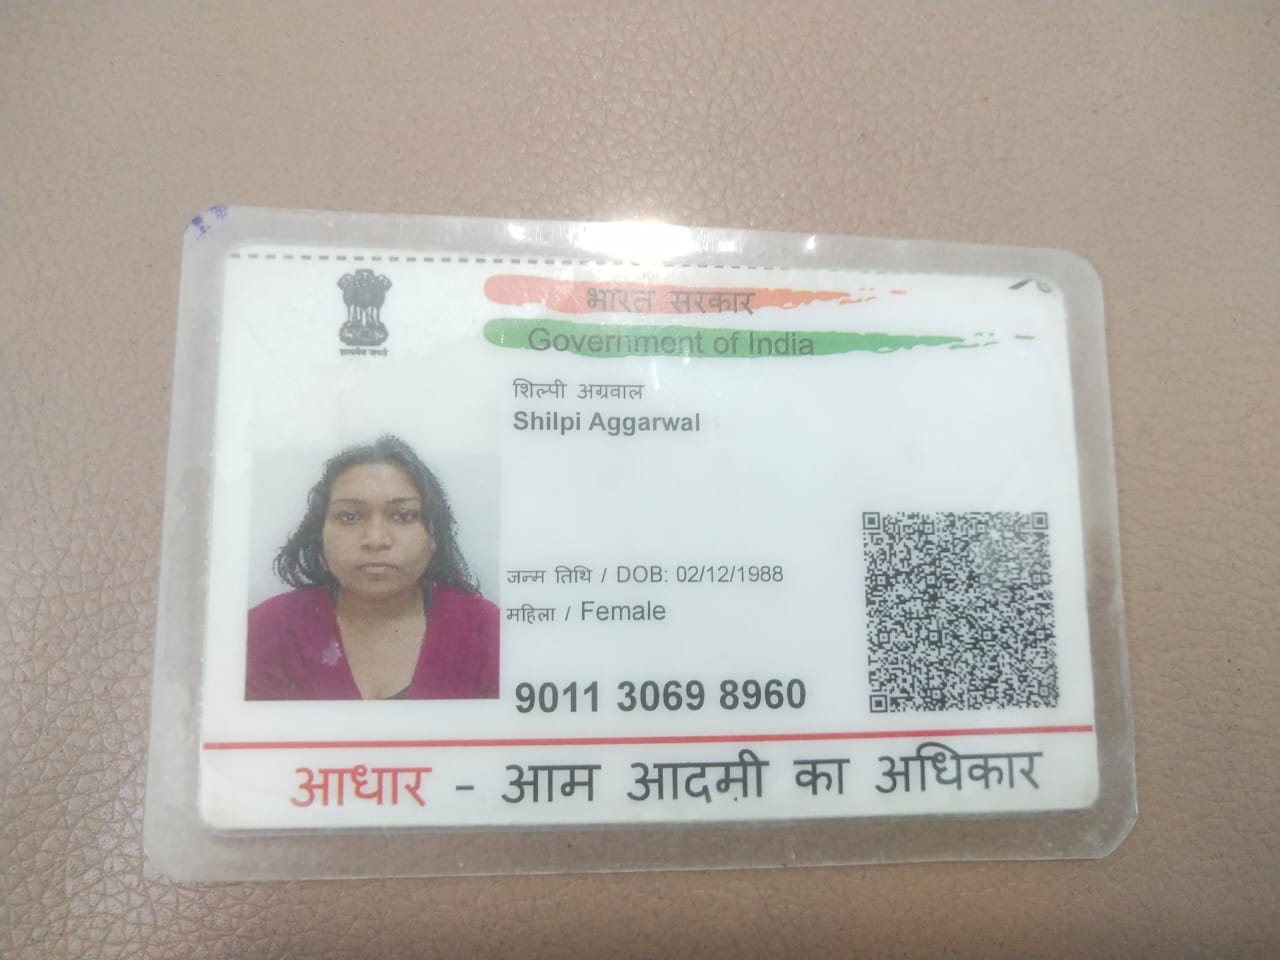 सत्यमेव जयते
भारत सरकार
Government of India
शिल्पी अग्रवाल
Shilpi Aggarwal
जन्म तिथि / DOB: 02/12/1988
महिला / Female
9011 3069 8960
आधार - आम आदमी का अधिकार